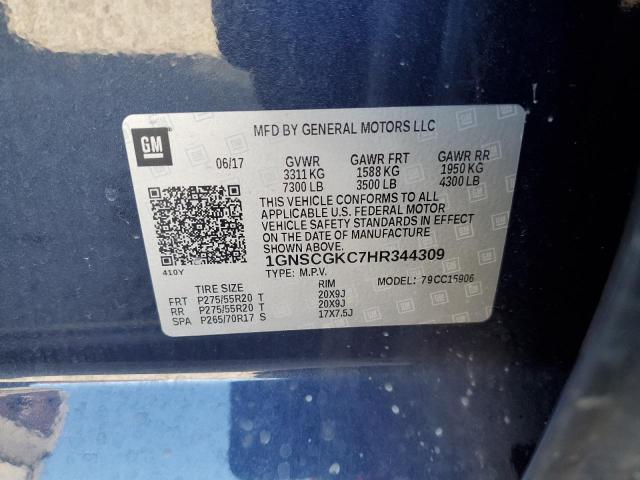 MFD BY GENERAL MOTORS LLC
GM
06/17 GVWR GAWR FRT GAWR RR
3311 KG 1588 KG 1950 KG
7300 LB 3500 LB 4300 LB
THIS VEHICLE CONFORMS TO ALL
APPLICABLE U.S. FEDERAL MOTOR
VEHICLE SAFETY STANDARDS IN EFFECT
ON THE DATE OF MANUFACTURE
SHOWN ABOVE.
1GNSCGKC7HR344309
410Y
TYPE: M.P.V. MODEL: 79CC15906
TIRE SIZE RIM
FRT P275/55R20 T 20X9J
RR P275/55R20 T 20X9J
SPA P265/70R17 S 17X7.5J